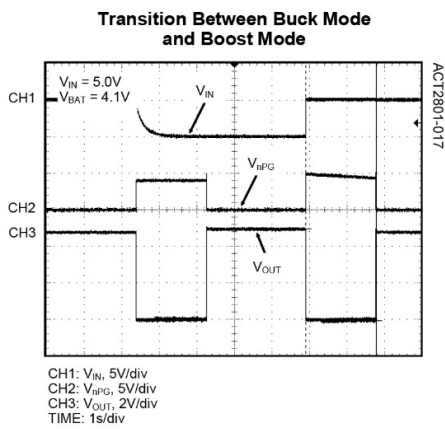 Transition Between Buck Mode
and Boost Mode
VIN = 5.0V
VBAT = 4.1V
CH1
VIN
VnPG
CH2
CH3
VOUT
ACT2801-017
CH1: VIN, 5V/div
CH2: VnPG, 5V/div
CH3: VOUT, 2V/div
TIME: 1s/div